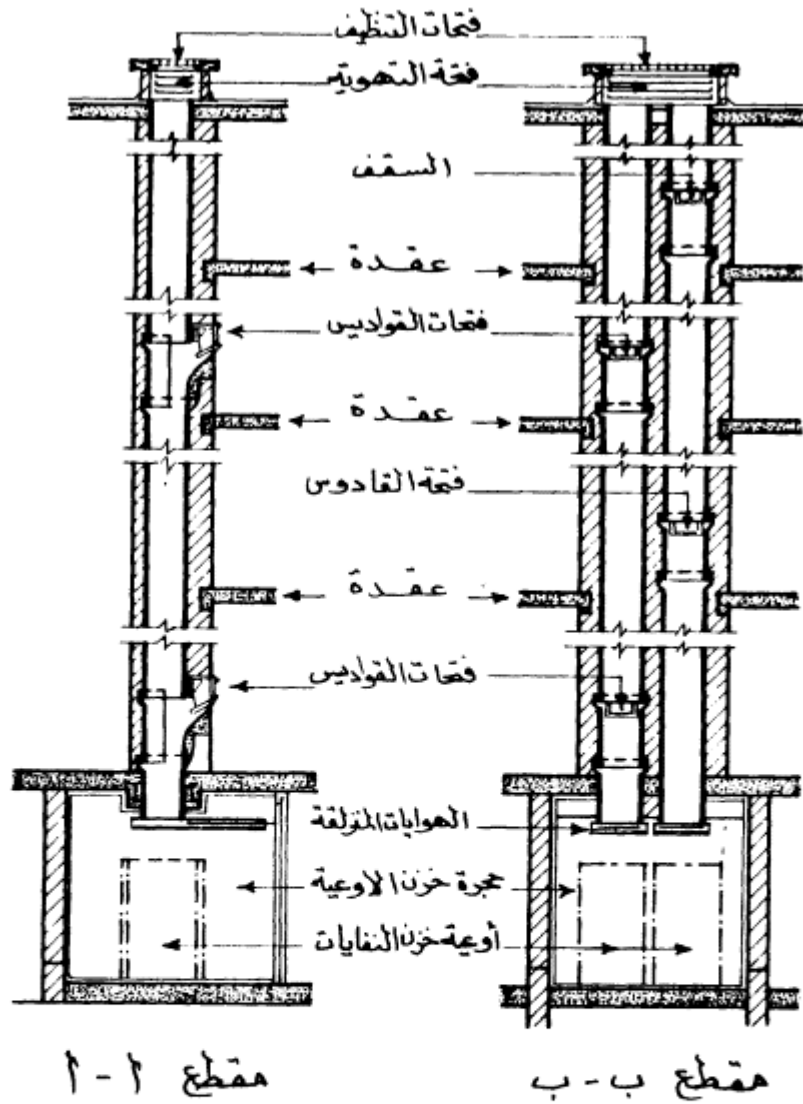 فتحات التنظيف
فتحة التهوية
السقف
عقدة
فتحات القواديس
عقدة
فتحة القادوس
عقدة
فتحات القواديس
الهوايات المنزلقة
حجرة خزن الاوعية
أوعية خزن النفايات
مقطع أ - أ
مقطع ب - ب